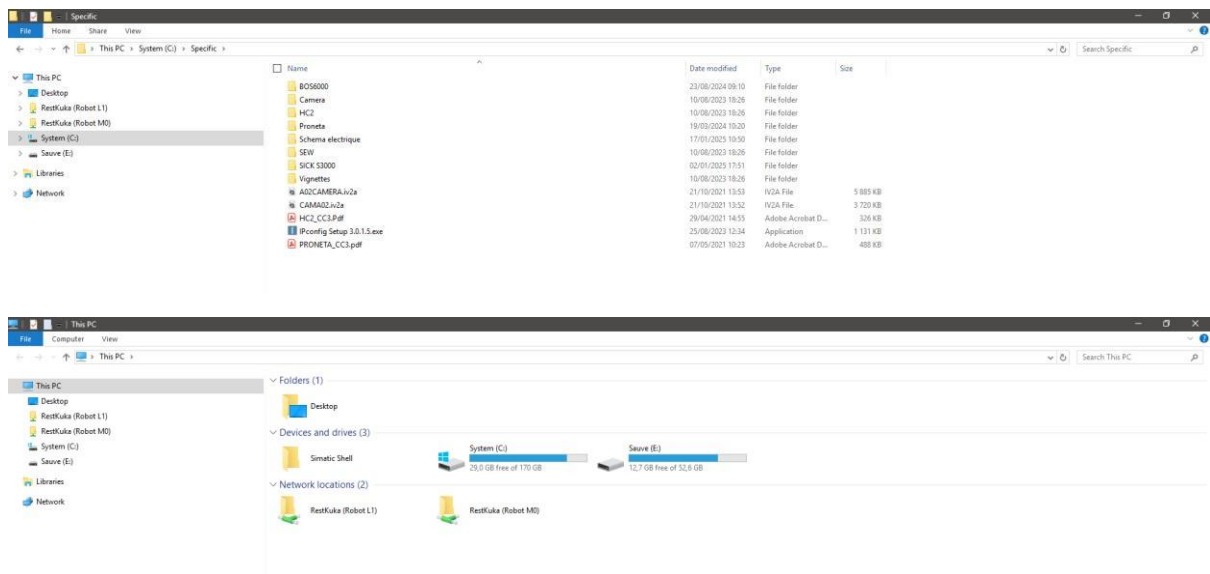 Specific
File Home Share View
This PC > System (C:) > Specific >
Search Specific
This PC
Desktop
RestKuka (Robot L1)
RestKuka (Robot M0)
System (C:)
Sauve (E:)
Libraries
Network
Name Date modified Type Size
BOS6000 23/08/2024 09:10 File folder
Camera 10/08/2023 18:26 File folder
HC2 10/08/2023 18:26 File folder
Proneta 19/03/2024 10:20 File folder
Schema electrique 17/01/2025 10:50 File folder
SEW 10/08/2023 18:26 File folder
SICK S3000 02/01/2025 17:51 File folder
Vignettes 10/08/2023 18:26 File folder
A02CAMERA.iv2a 21/10/2021 13:53 IV2A File 5 885 KB
CAMA02.iv2a 21/10/2021 13:52 IV2A File 3 720 KB
HC2_CC3.Pdf 29/04/2021 14:55 Adobe Acrobat D... 326 KB
IPconfig Setup 3.0.1.5.exe 25/08/2023 12:34 Application 1 131 KB
PRONETA_CC3.pdf 07/05/2021 10:23 Adobe Acrobat D... 488 KB
This PC
File Computer View
This PC >
Search This PC
This PC
Desktop
RestKuka (Robot L1)
RestKuka (Robot M0)
System (C:)
Sauve (E:)
Libraries
Network
Folders (1)
Desktop
Devices and drives (3)
Simatic Shell
System (C:)
29,0 GB free of 170 GB
Sauve (E:)
12,7 GB free of 52,6 GB
Network locations (2)
RestKuka (Robot L1)
RestKuka (Robot M0)